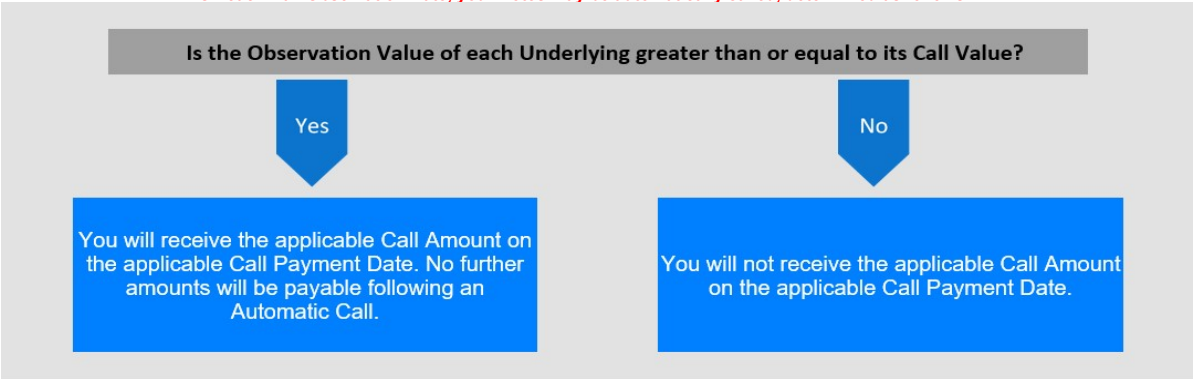 Is the Observation Value of each Underlying greater than or equal to its Call Value?
Yes
No
You will receive the applicable Call Amount on
the applicable Call Payment Date. No further
amounts will be payable following an
Automatic Call.
You will not receive the applicable Call Amount
on the applicable Call Payment Date.